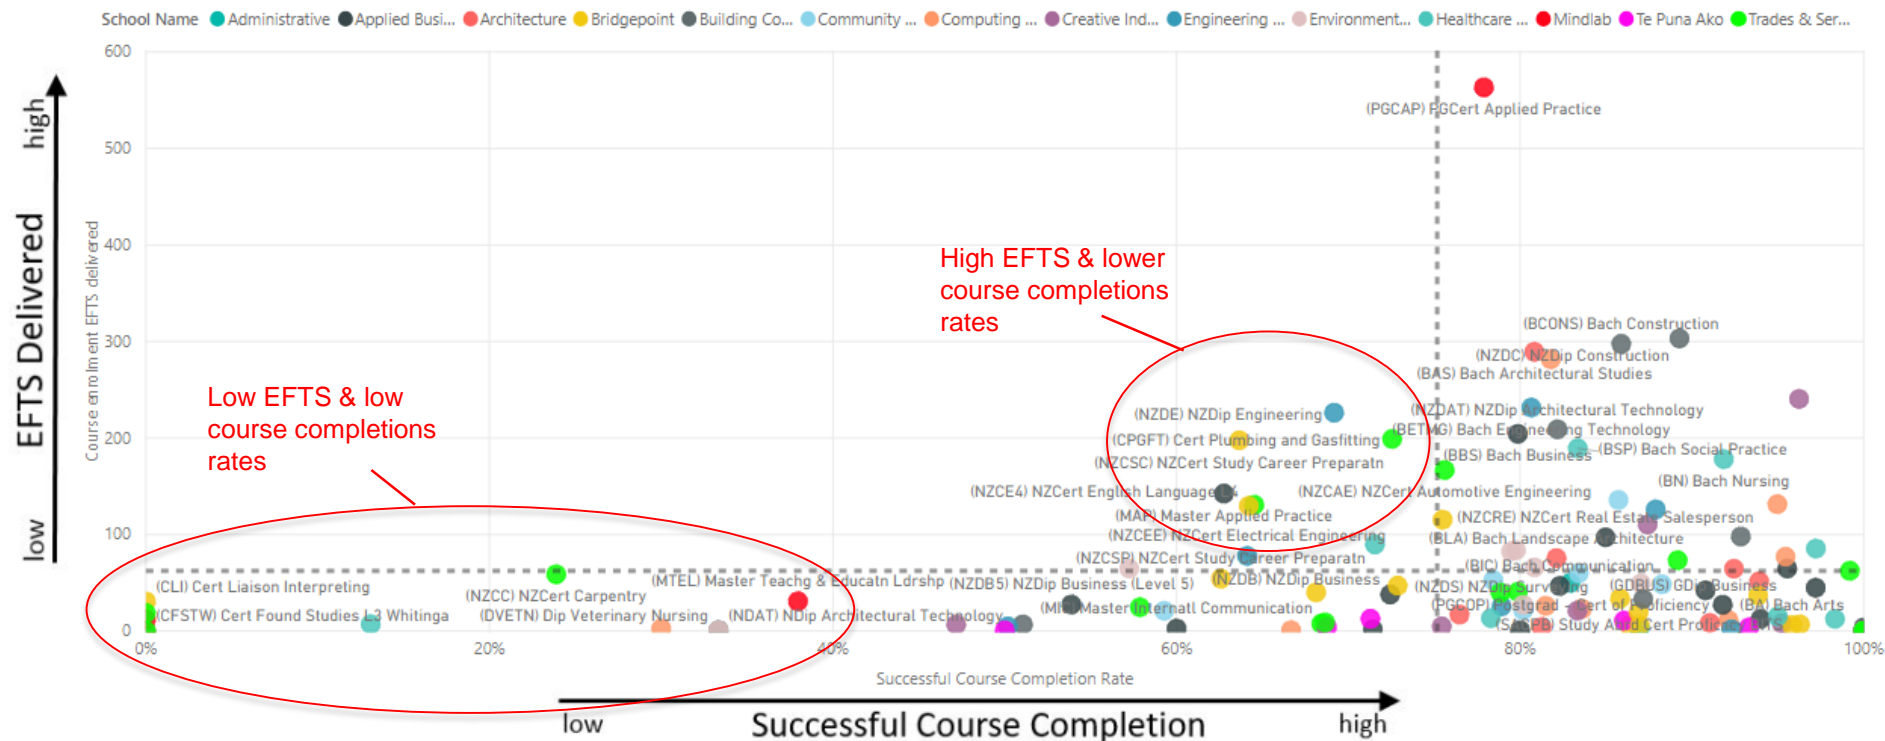 School Name Administrative Applied Busi... Architecture Bridgepoint Building Co... Community ... Computing ... Creative Ind... Engineering ... Environment... Healthcare ... Mindlab Te Puna Ako Trades & Ser...
600
500
400
300
200
100
0
high
EFTS Delivered
low
Course enrolment EFTS delivered
(PGCAP) PGCert Applied Practice
High EFTS & lower
course completions
rates
Low EFTS & low
course completions
rates
(BCONS) Bach Construction
(NZDC) NZDip Construction
(BAS) Bach Architectural Studies
(NZDE) NZDip Engineering
(NZDAT) NZDip Architectural Technology
(CPGFT) Cert Plumbing and Gasfitting
(BETMG) Bach Engineering Technology
(NZCSC) NZCert Study Career Preparatn
(BBS) Bach Business
(BSP) Bach Social Practice
(BN) Bach Nursing
(NZCE4) NZCert English Language L4
(NZCAE) NZCert Automotive Engineering
(MAP) Master Applied Practice
(NZCRE) NZCert Real Estate Salesperson
(NZCEE) NZCert Electrical Engineering
(BLA) Bach Landscape Architecture
(NZCSP) NZCert Study Career Preparatn
(BIC) Bach Communication
(CLI) Cert Liaison Interpreting
(MTEL) Master Teachg & Educatn Ldrshp
(NZDB5) NZDip Business (Level 5)
(NZDB) NZDip Business
(NZDS) NZDip Surveying
(GDBUS) GDip Business
(NZCC) NZCert Carpentry
Master Internatl Communication
(PGCOP) Postgrad - Cert of Proficiency
(BA) Bach Arts
(CFSTW) Cert Found Studies L3 Whitinga
(DVETN) Dip Veterinary Nursing
(NDAT) NDip Architectural Technology
Study Abrd Cert Proficiency
0% 20% 40% 60% 80% 100%
Successful Course Completion Rate
low Successful Course Completion high